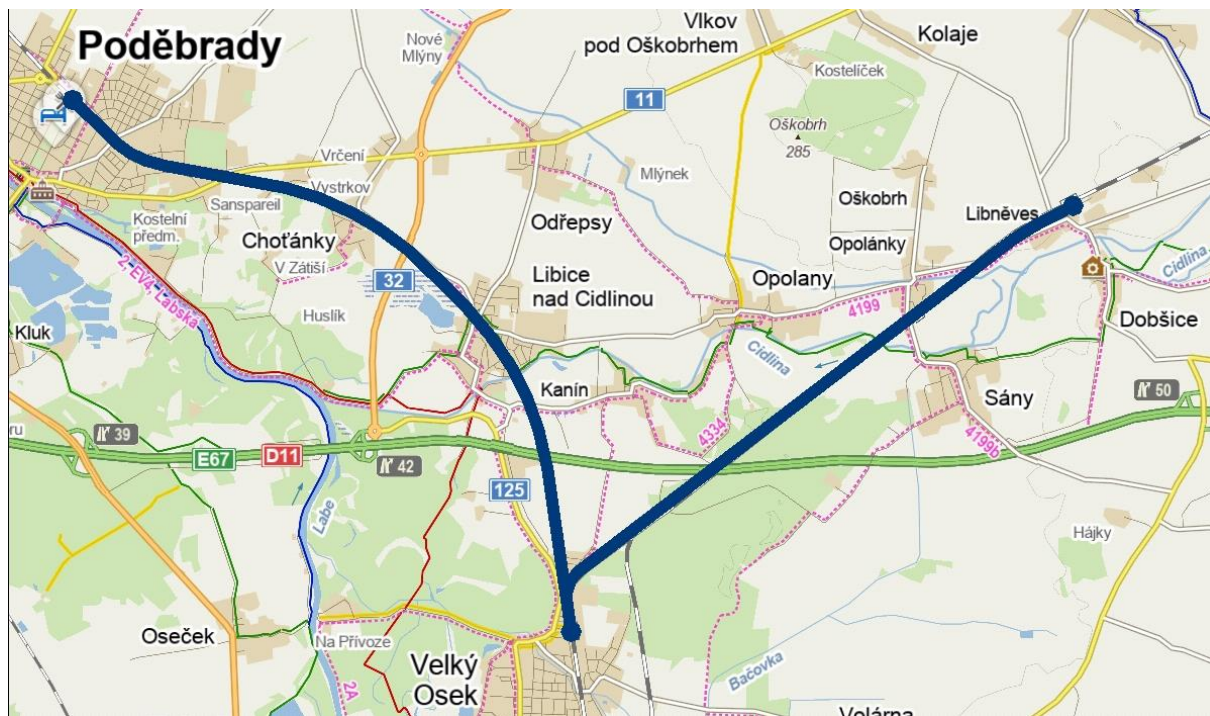 Poděbrady
Nové
Mlýny
Vlkov
pod Oškobrhem
Kolaje
Kostelíček
11
Oškobrh
285
Vrčení
Mlýnek
Vystrkov
Sanspareil
Kostelní
předm.
Choťánky
V Zátiší
Odřepsy
Oškobrh
Libněves
Opolánky
Cidlina
2, EV4, Labská
32
Libice
nad Cidlinou
Opolany
4199
Huslík
Kluk
Dobšice
Cidlina
Kanín
Sány
50
4334
4199b
39
E67
D11
42
125
Labe
Hájky
Oseček
Na Přívoze
Velký
Osek
2A
Bačovka
Volárna